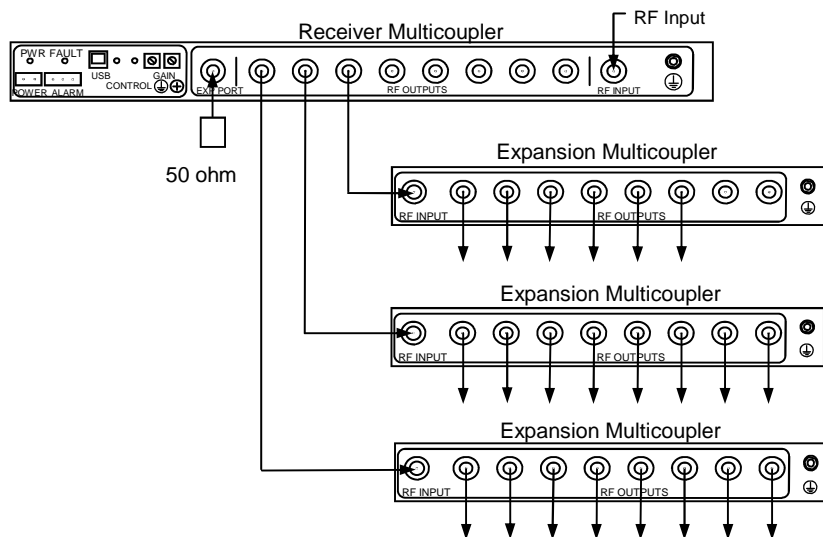 RF Input
Receiver Multicoupler
PWR FAULT
USB
GAIN
CONTROL
POWER ALARM
EXP PORT
RF OUTPUTS
RF INPUT
50 ohm
Expansion Multicoupler
RF INPUT
RF OUTPUTS
Expansion Multicoupler
RF INPUT
RF OUTPUTS
Expansion Multicoupler
RF INPUT
RF OUTPUTS